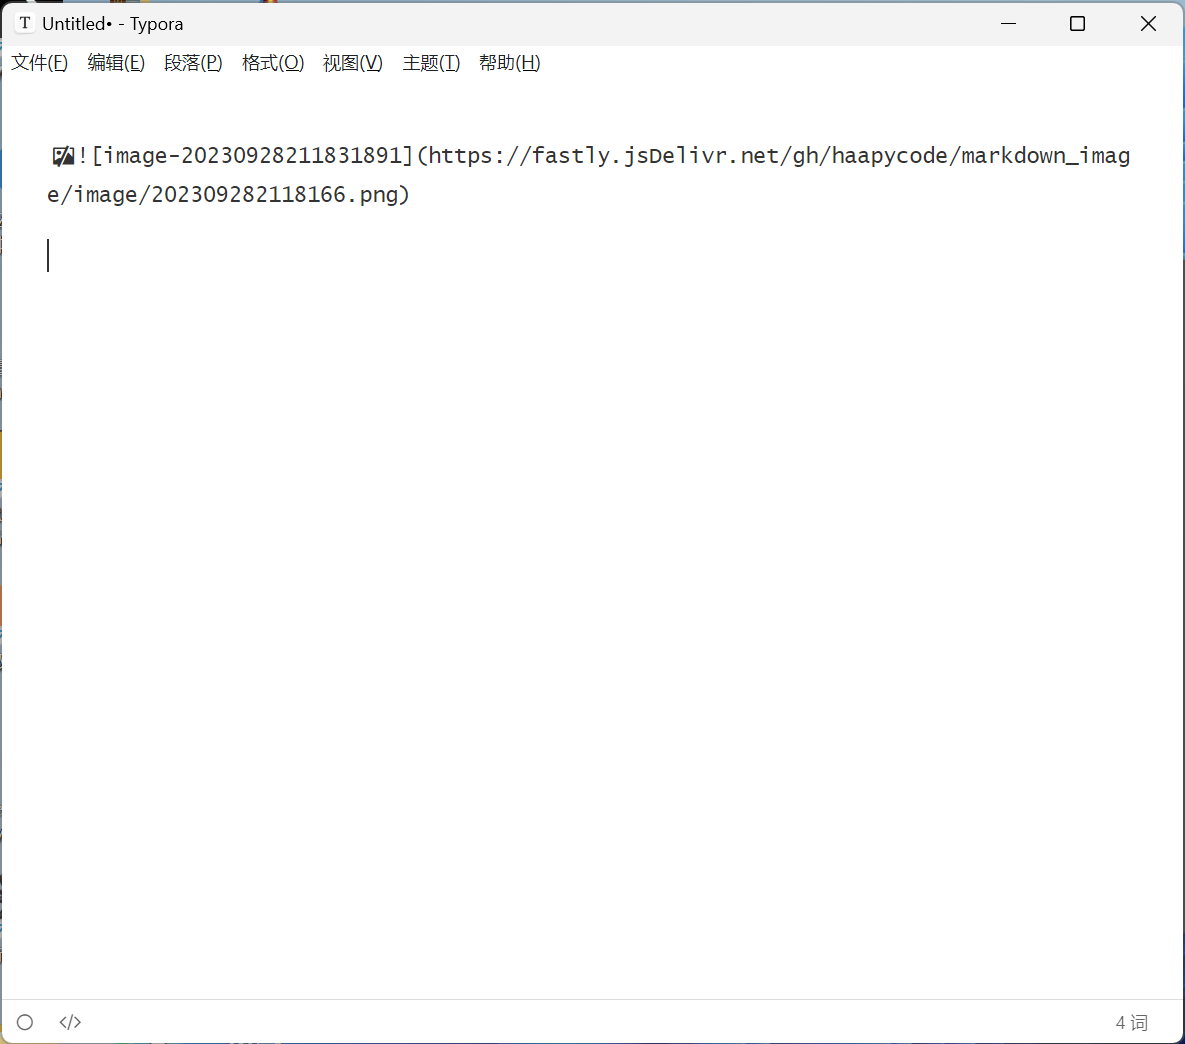 T Untitled• - Typora
文件(F) 编辑(E) 段落(P) 格式(O) 视图(V) 主题(T) 帮助(H)
![image-20230928211831891](https://fastly.jsDelivr.net/gh/haapycode/markdown_imag
e/image/202309282118166.png)
</> 4 词